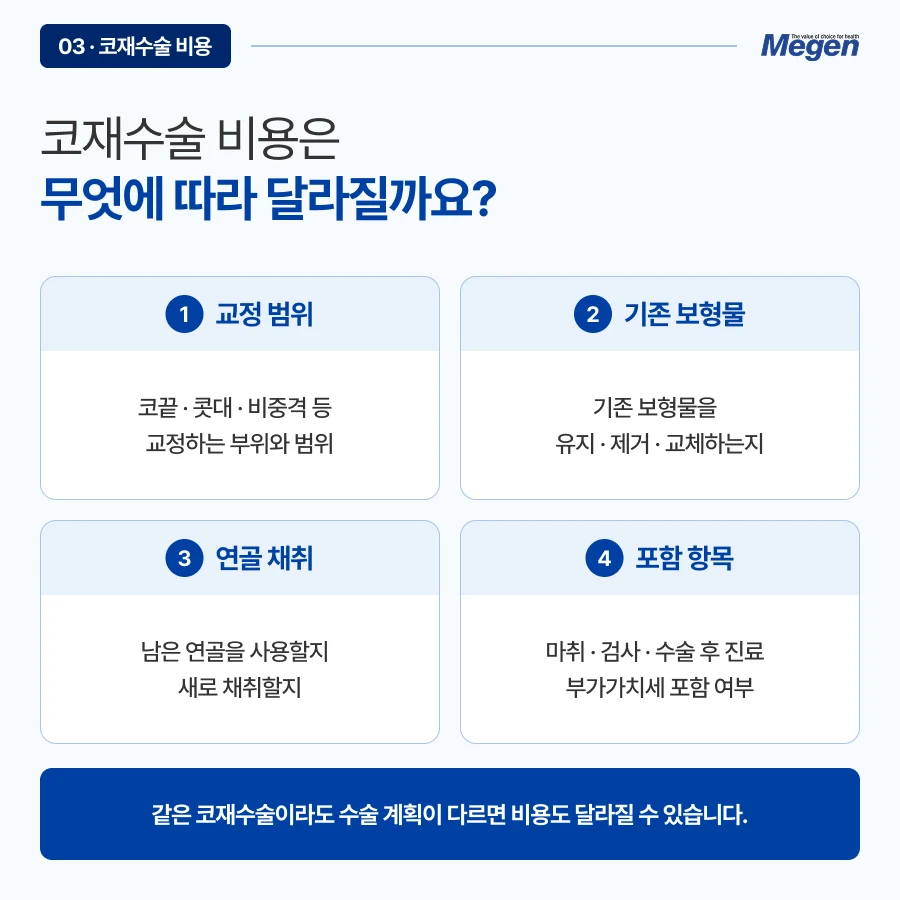 03 · 코재수술 비용
The value of choice for health
Megen
코재수술 비용은
무엇에 따라 달라질까요?
1 교정 범위
코끝 · 콧대 · 비중격 등
교정하는 부위와 범위
2 기존 보형물
기존 보형물을
유지 · 제거 · 교체하는지
3 연골 채취
남은 연골을 사용할지
새로 채취할지
4 포함 항목
마취 · 검사 · 수술 후 진료
부가가치세 포함 여부
같은 코재수술이라도 수술 계획이 다르면 비용도 달라질 수 있습니다.